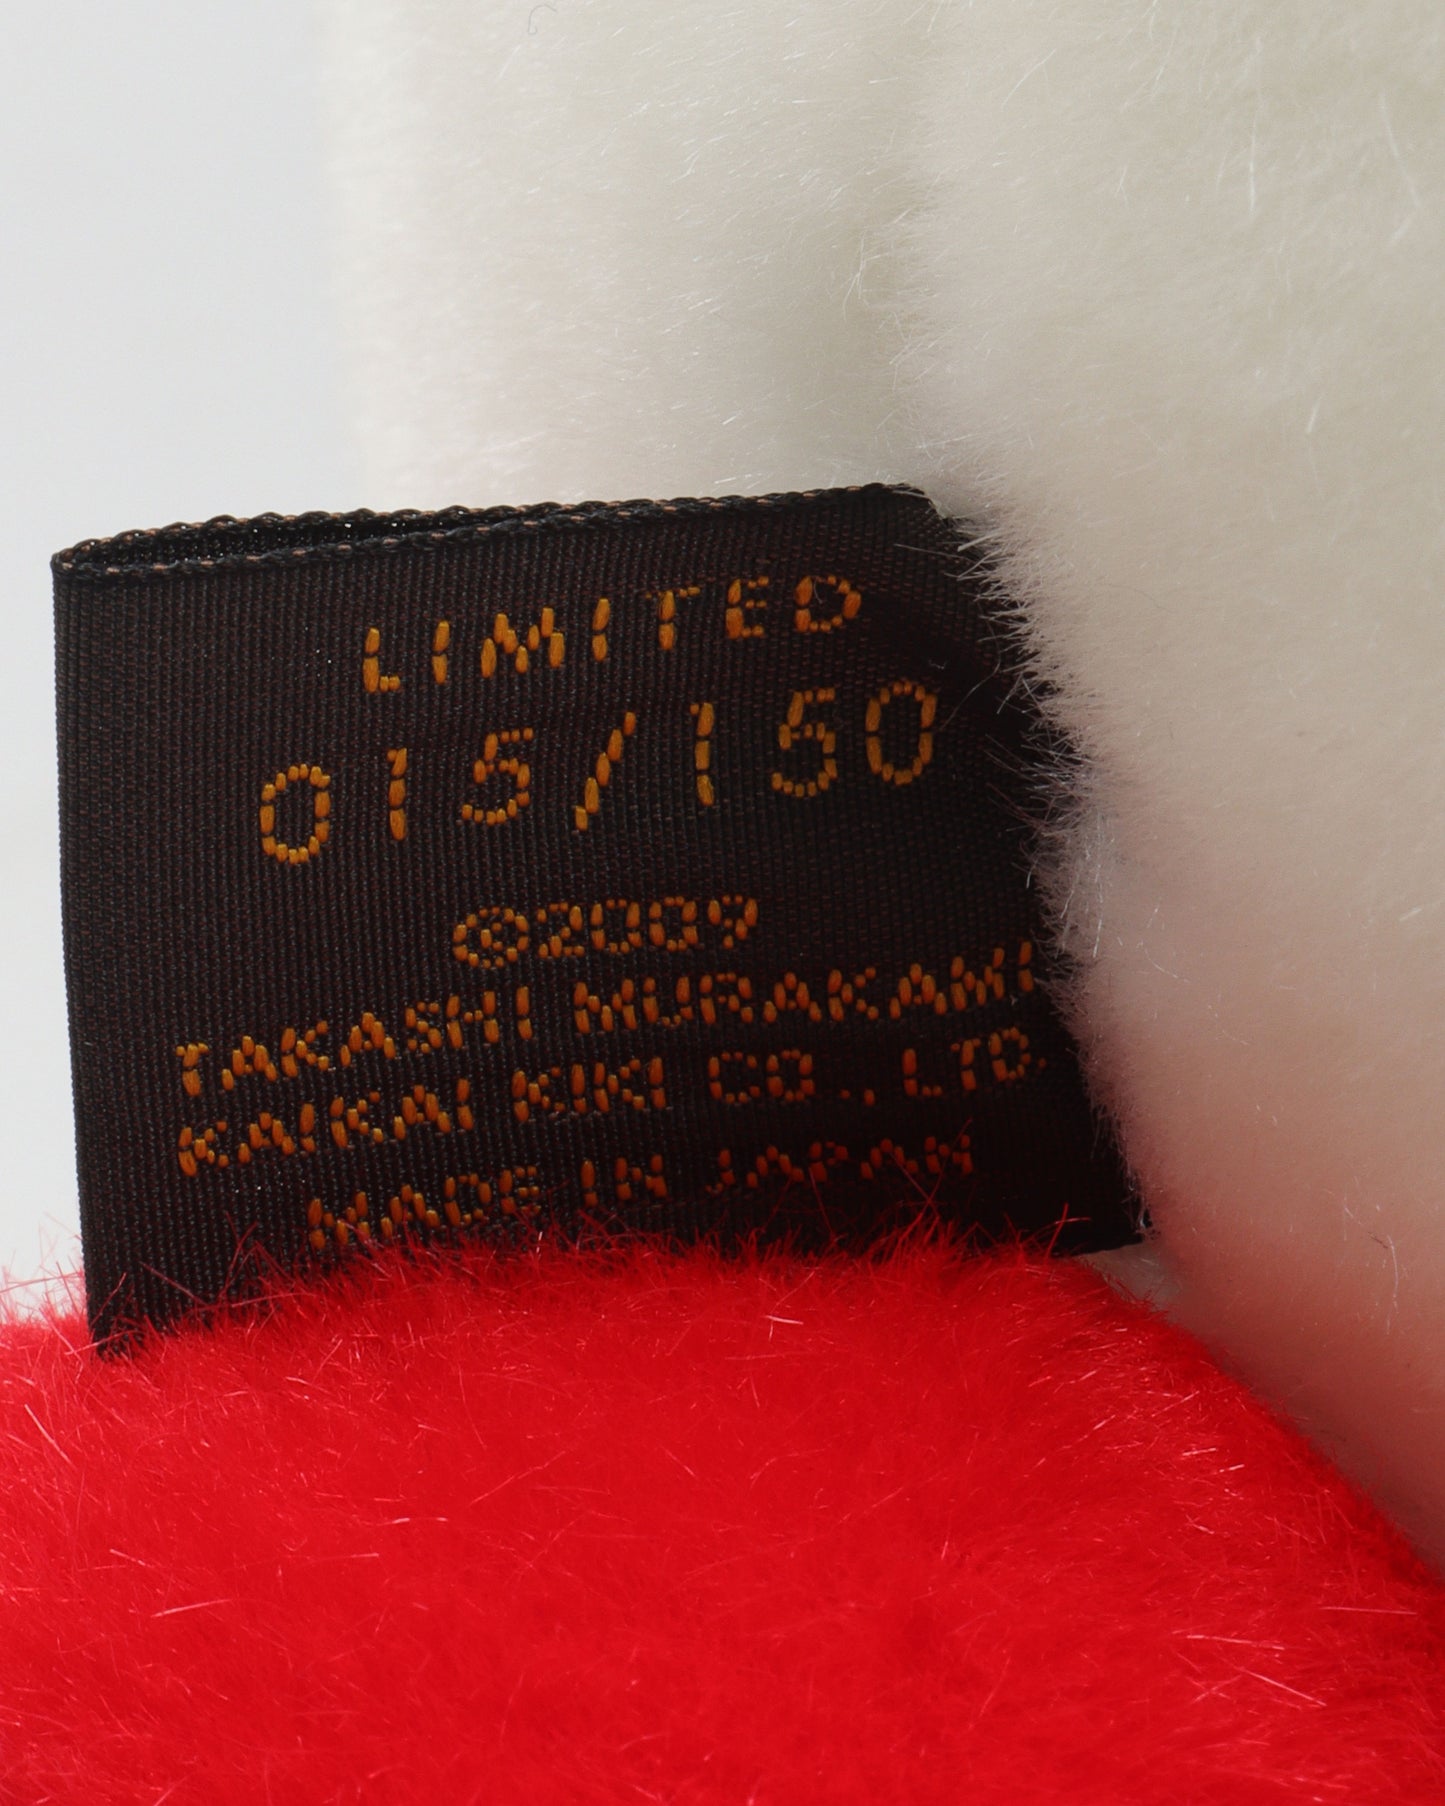 LIMITED
015/150
©2009
TAKASHI MURAKAMI
KAIKAI KIKI CO., LTD.
MADE IN JAPAN